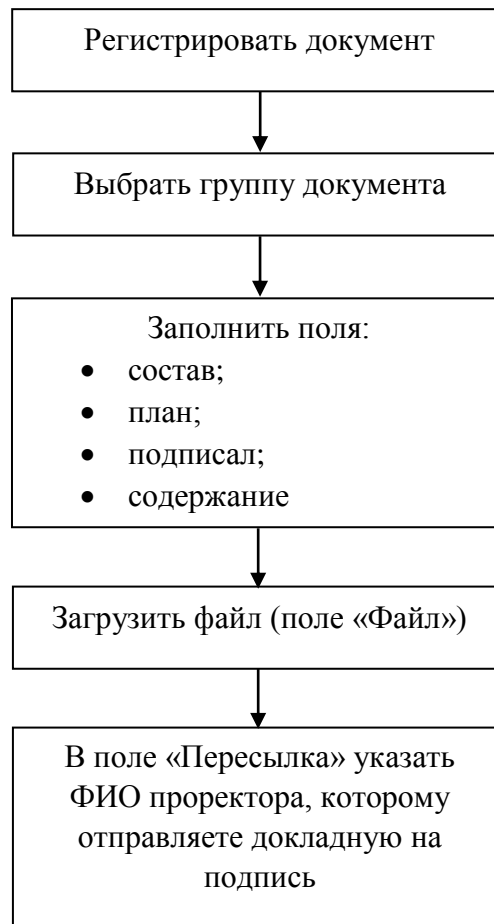 Регистрировать документ
Выбрать группу документа
Заполнить поля:
• состав;
• план;
• подписал;
• содержание
Загрузить файл (поле «Файл»)
В поле «Пересылка» указать
ФИО проректора, которому
отправляете докладную на
подпись